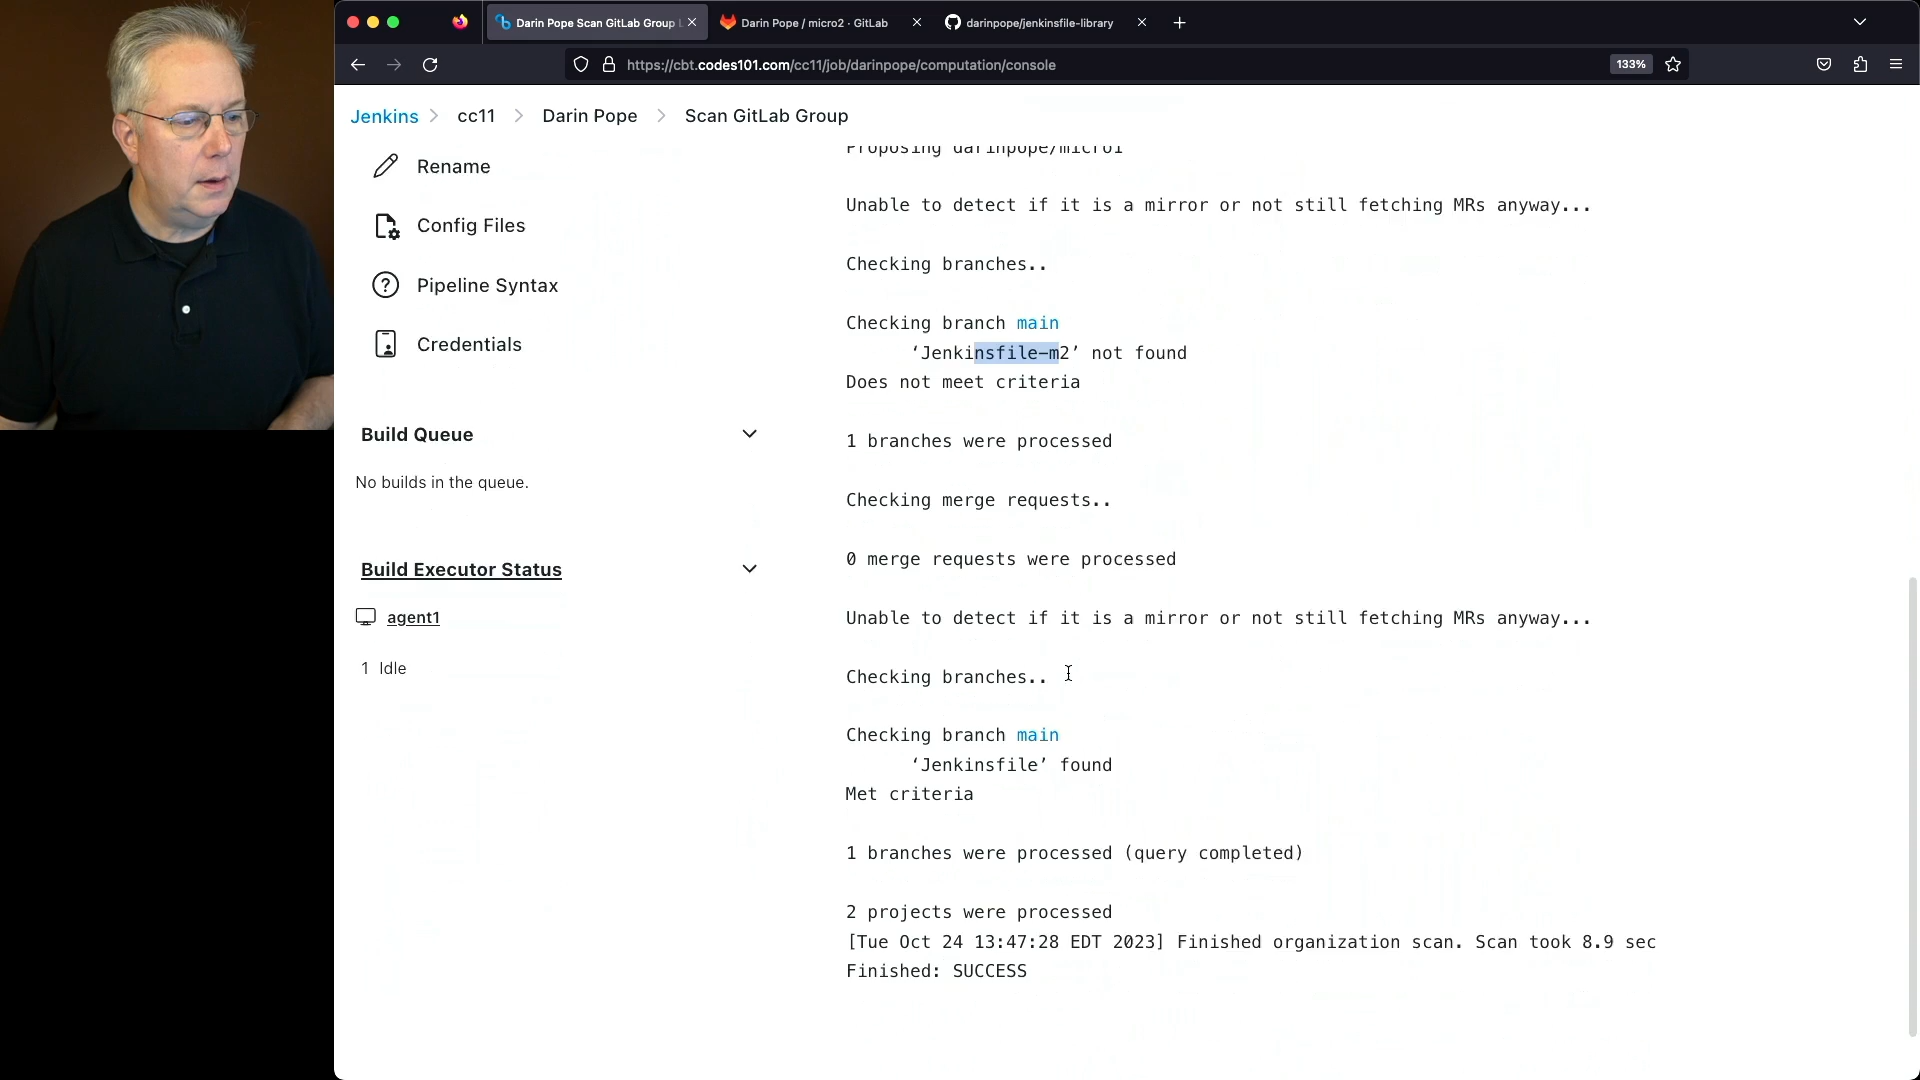 Darin Pope Scan GitLab Group L
Darin Pope / micro2 · GitLab
darinpope/jenkinsfile-library
https://cbt.codes101.com/cc11/job/darinpope/computation/console
133%
Jenkins > cc11 > Darin Pope > Scan GitLab Group
Rename
Config Files
Pipeline Syntax
Credentials
Build Queue
No builds in the queue.
Build Executor Status
agent1
1 Idle
Proposing darinpope/micro1
Unable to detect if it is a mirror or not still fetching MRs anyway...
Checking branches..
Checking branch main
‘Jenkinsfile-m2’ not found
Does not meet criteria
1 branches were processed
Checking merge requests..
0 merge requests were processed
Unable to detect if it is a mirror or not still fetching MRs anyway...
Checking branches..
Checking branch main
‘Jenkinsfile’ found
Met criteria
1 branches were processed (query completed)
2 projects were processed
[Tue Oct 24 13:47:28 EDT 2023] Finished organization scan. Scan took 8.9 sec
Finished: SUCCESS